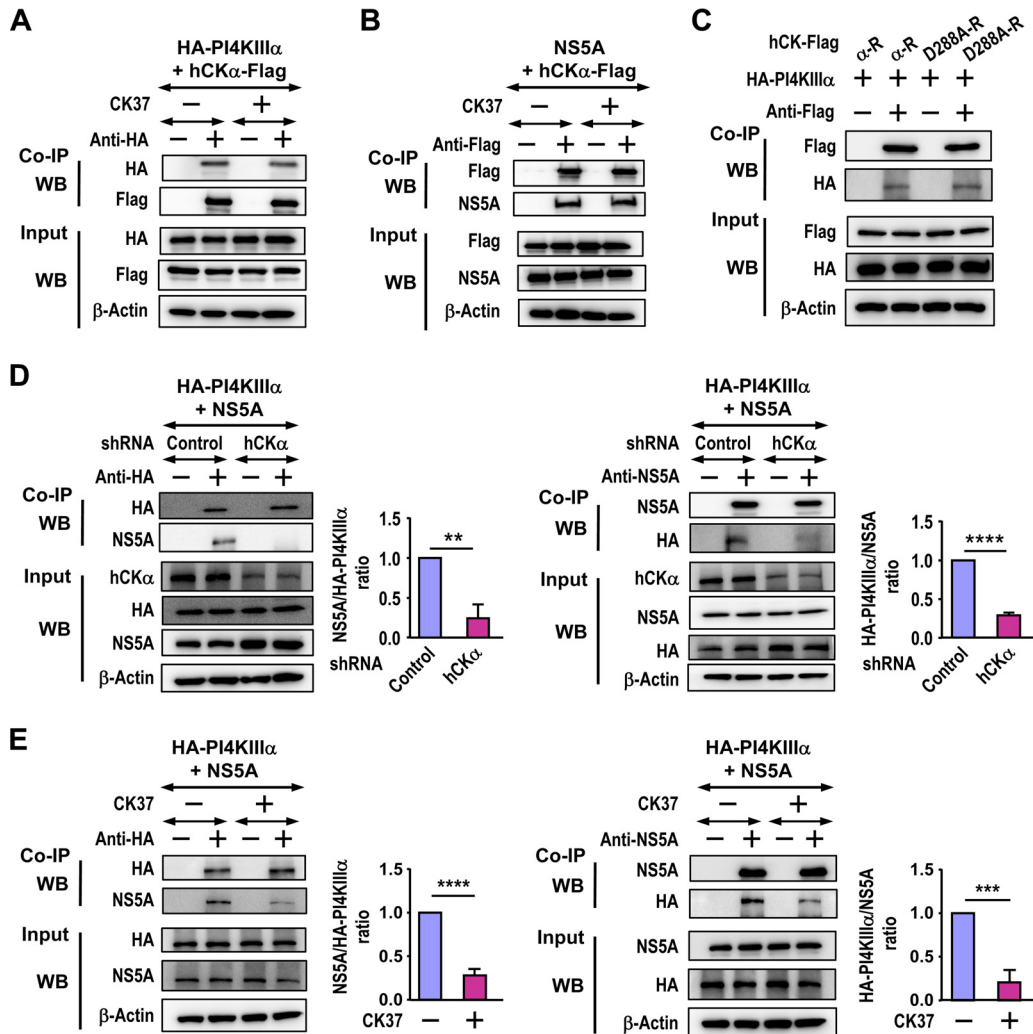 A
HA-PI4KIIIα
+ hCKα-Flag
CK37 − +
Anti-HA − + − +
Co-IP
WB
HA
Flag
Input
WB
HA
Flag
β-Actin
B
NS5A
+ hCKα-Flag
CK37 − +
Anti-Flag − + − +
Co-IP
WB
Flag
NS5A
Input
WB
Flag
NS5A
β-Actin
C
hCK-Flag α-R α-R D288A-R D288A-R
HA-PI4KIIIα + + + +
Anti-Flag − + − +
Co-IP
WB
Flag
HA
Input
WB
Flag
HA
β-Actin
D
HA-PI4KIIIα
+ NS5A
shRNA Control hCKα
Anti-HA − + − +
Co-IP
WB
HA
NS5A
Input
WB
hCKα
HA
NS5A
β-Actin
NS5A/HA-PI4KIIIα
ratio
1.5
1.0
0.5
0.0
**
shRNA Control hCKα
HA-PI4KIIIα
+ NS5A
shRNA Control hCKα
Anti-NS5A − + − +
Co-IP
WB
NS5A
HA
Input
WB
hCKα
NS5A
HA
β-Actin
HA-PI4KIIIα/NS5A
ratio
1.5
1.0
0.5
0.0
****
shRNA Control hCKα
E
HA-PI4KIIIα
+ NS5A
CK37 − +
Anti-HA − + − +
Co-IP
WB
HA
NS5A
Input
WB
HA
NS5A
β-Actin
NS5A/HA-PI4KIIIα
ratio
1.5
1.0
0.5
0.0
****
CK37 − +
HA-PI4KIIIα
+ NS5A
CK37 − +
Anti-NS5A − + − +
Co-IP
WB
NS5A
HA
Input
WB
NS5A
HA
β-Actin
HA-PI4KIIIα/NS5A
ratio
1.5
1.0
0.5
0.0
***
CK37 − +